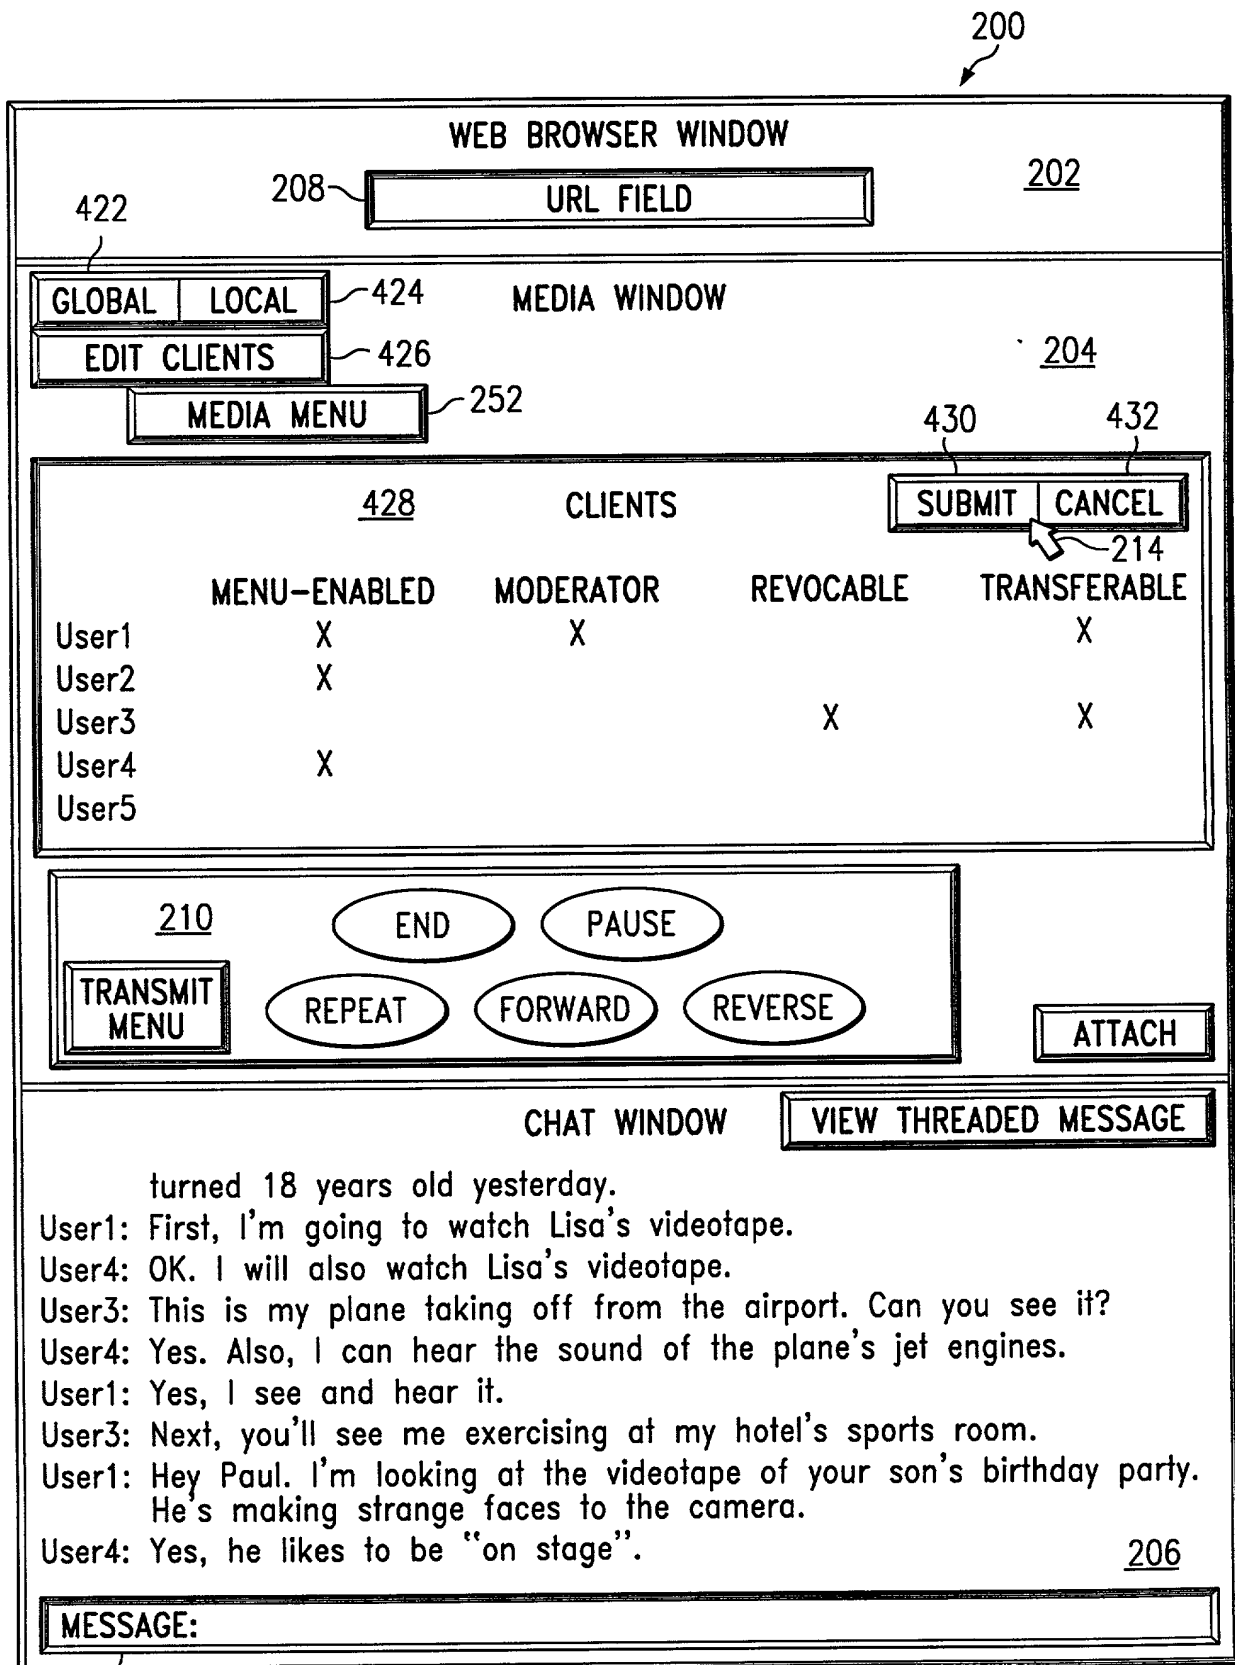 200
WEB BROWSER WINDOW
202
208
URL FIELD
422
GLOBAL LOCAL
424
MEDIA WINDOW
EDIT CLIENTS
426
204
MEDIA MENU
252
430
432
428
CLIENTS
SUBMIT CANCEL
214
MENU-ENABLED MODERATOR REVOCABLE TRANSFERABLE
User1 X X X
User2 X
User3 X X
User4 X
User5
210
END PAUSE
TRANSMIT
MENU
REPEAT FORWARD REVERSE
ATTACH
CHAT WINDOW
VIEW THREADED MESSAGE
turned 18 years old yesterday.
User1: First, I'm going to watch Lisa's videotape.
User4: OK. I will also watch Lisa's videotape.
User3: This is my plane taking off from the airport. Can you see it?
User4: Yes. Also, I can hear the sound of the plane's jet engines.
User1: Yes, I see and hear it.
User3: Next, you'll see me exercising at my hotel's sports room.
User1: Hey Paul. I'm looking at the videotape of your son's birthday party.
He's making strange faces to the camera.
User4: Yes, he likes to be "on stage".
206
MESSAGE: